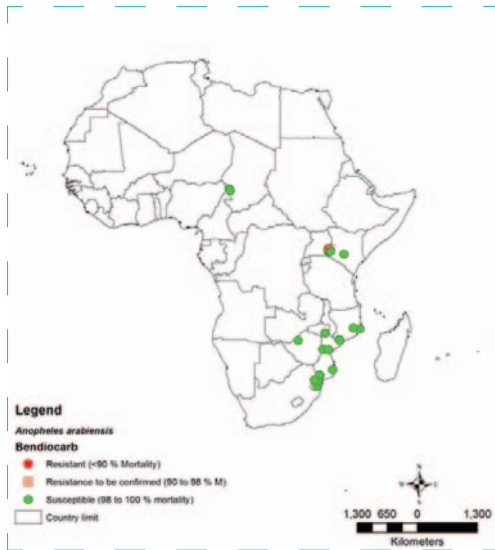 Legend
Anopheles arabiensis
Bendiocarb
Resistant (<90 % Mortality)
Resistance to be confirmed (90 to 98 % M)
Susceptible (98 to 100 % mortality)
Country limit
N
W
E
S
1,300 650 0 1,300
Kilometers